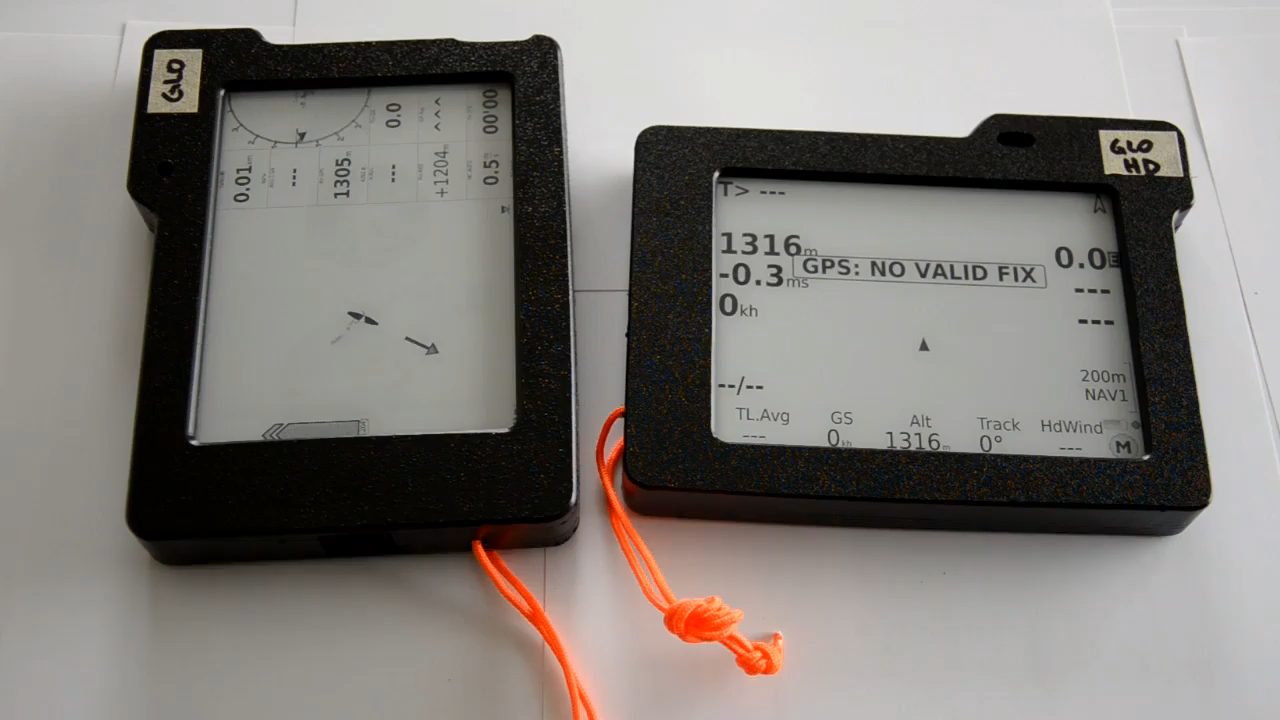 GLO
0.0
^^^
00'00
0.01
---
1305m
---
+1204m
0.5
GLO
HD
T> ---
1316m
GPS: NO VALID FIX
0.0
-0.3ms
---
0kh
---
200m
--/--
NAV1
TL.Avg GS Alt Track HdWind
--- 0kh 1316m 0° ---
M